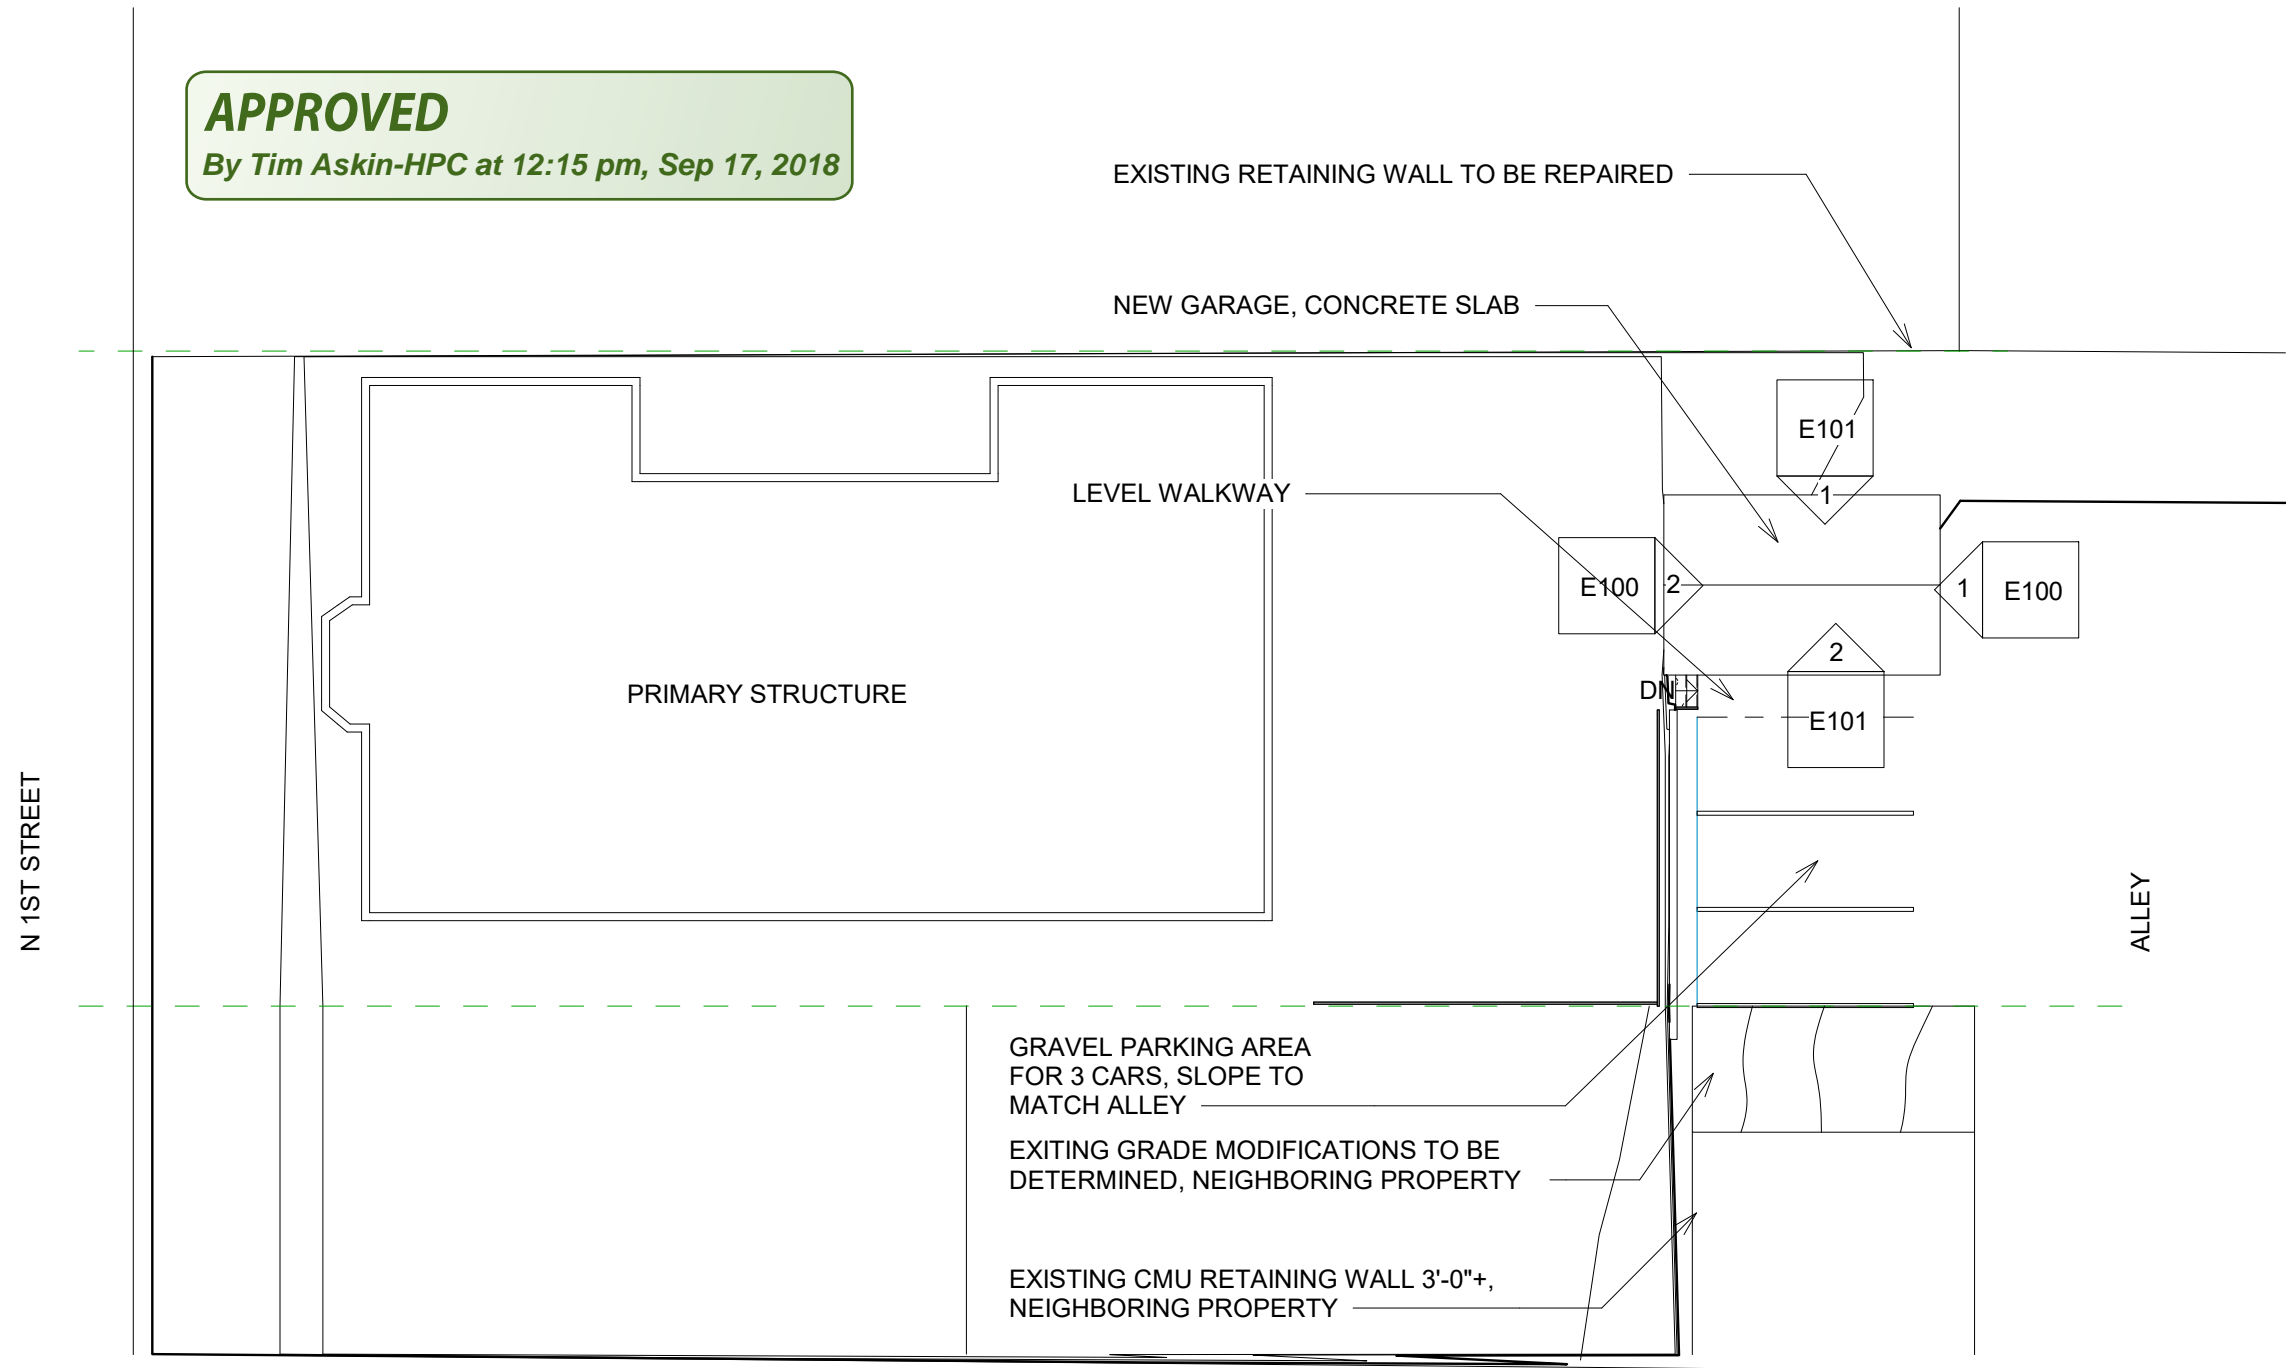 APPROVED
By Tim Askin-HPC at 12:15 pm, Sep 17, 2018
EXISTING RETAINING WALL TO BE REPAIRED
NEW GARAGE, CONCRETE SLAB
E101
1
LEVEL WALKWAY
E100
2
1
E100
2
E101
DN
PRIMARY STRUCTURE
N 1ST STREET
ALLEY
GRAVEL PARKING AREA
FOR 3 CARS, SLOPE TO
MATCH ALLEY
EXITING GRADE MODIFICATIONS TO BE
DETERMINED, NEIGHBORING PROPERTY
EXISTING CMU RETAINING WALL 3'-0"+,
NEIGHBORING PROPERTY